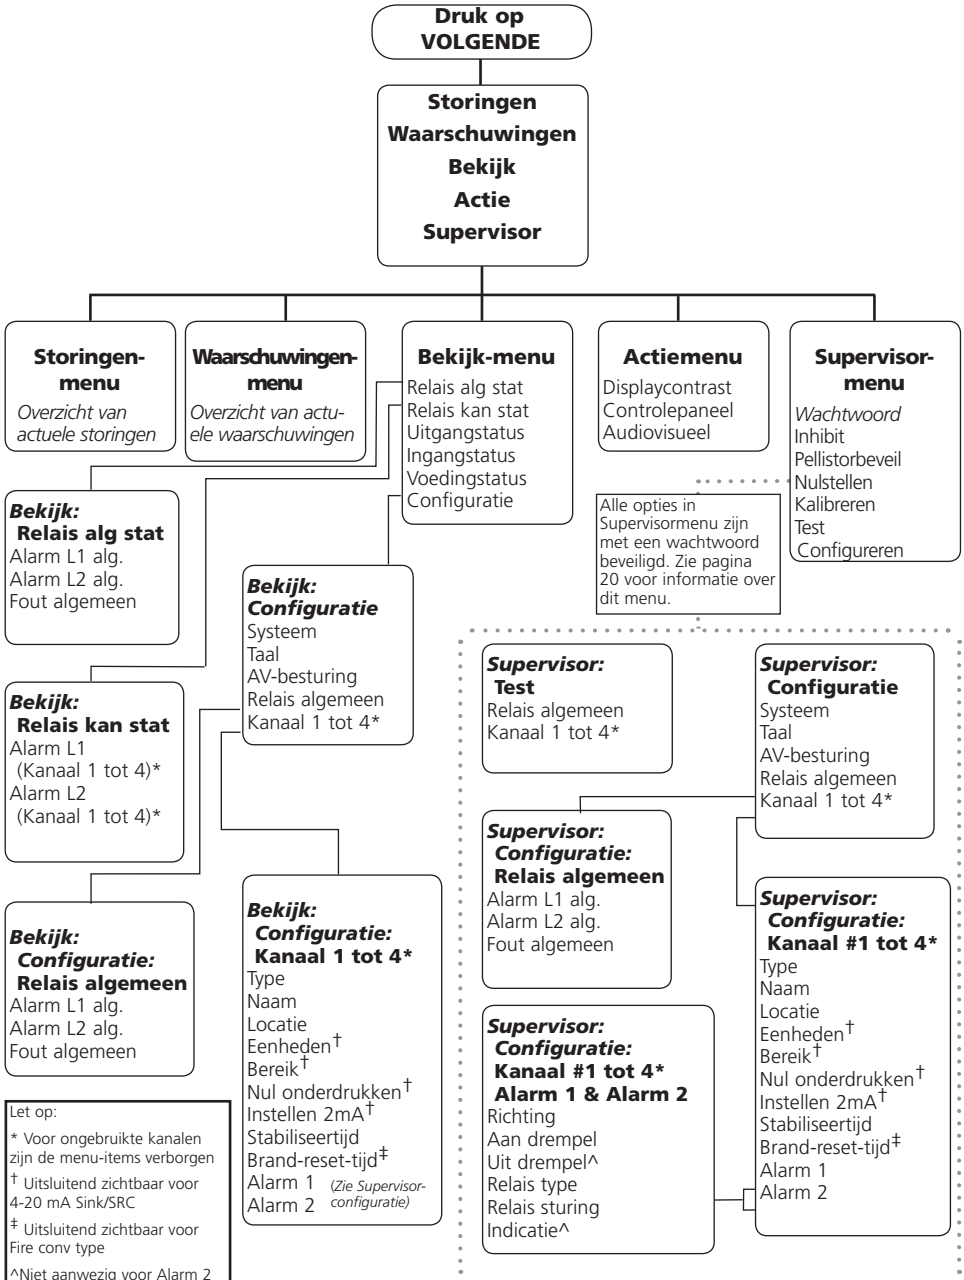 Druk op
VOLGENDE
Storingen
Waarschuwingen
Bekijk
Actie
Supervisor
Storingen-
menu
Overzicht van
actuele storingen
Waarschuwingen-
menu
Overzicht van actu-
ele waarschuwingen
Bekijk-menu
Relais alg stat
Relais kan stat
Uitgangstatus
Ingangstatus
Voedingstatus
Configuratie
Actiemenu
Displaycontrast
Controlepaneel
Audiovisueel
Supervisor-
menu
Wachtwoord
Inhibit
Pellistorbeveil
Nulstellen
Kalibreren
Test
Configureren
Alle opties in
Supervisormenu zijn
met een wachtwoord
beveiligd. Zie pagina
20 voor informatie over
dit menu.
Bekijk:
Relais alg stat
Alarm L1 alg.
Alarm L2 alg.
Fout algemeen
Bekijk:
Configuratie
Systeem
Taal
AV-besturing
Relais algemeen
Kanaal 1 tot 4*
Bekijk:
Relais kan stat
Alarm L1
(Kanaal 1 tot 4)*
Alarm L2
(Kanaal 1 tot 4)*
Bekijk:
Configuratie:
Relais algemeen
Alarm L1 alg.
Alarm L2 alg.
Fout algemeen
Bekijk:
Configuratie:
Kanaal 1 tot 4*
Type
Naam
Locatie
Eenheden†
Bereik†
Nul onderdrukken†
Instellen 2mA†
Stabiliseertijd
Brand-reset-tijd‡
Alarm 1 (Zie Supervisor-
Alarm 2 configuratie)
Supervisor:
Test
Relais algemeen
Kanaal 1 tot 4*
Supervisor:
Configuratie
Systeem
Taal
AV-besturing
Relais algemeen
Kanaal 1 tot 4*
Supervisor:
Configuratie:
Relais algemeen
Alarm L1 alg.
Alarm L2 alg.
Fout algemeen
Supervisor:
Configuratie:
Kanaal #1 tot 4*
Type
Naam
Locatie
Eenheden†
Bereik†
Nul onderdrukken†
Instellen 2mA†
Stabiliseertijd
Brand-reset-tijd‡
Alarm 1
Alarm 2
Supervisor:
Configuratie:
Kanaal #1 tot 4*
Alarm 1 & Alarm 2
Richting
Aan drempel
Uit drempel^
Relais type
Relais sturing
Indicatie^
Let op:
* Voor ongebruikte kanalen
zijn de menu-items verborgen
† Uitsluitend zichtbaar voor
4-20 mA Sink/SRC
‡ Uitsluitend zichtbaar voor
Fire conv type
^Niet aanwezig voor Alarm 2